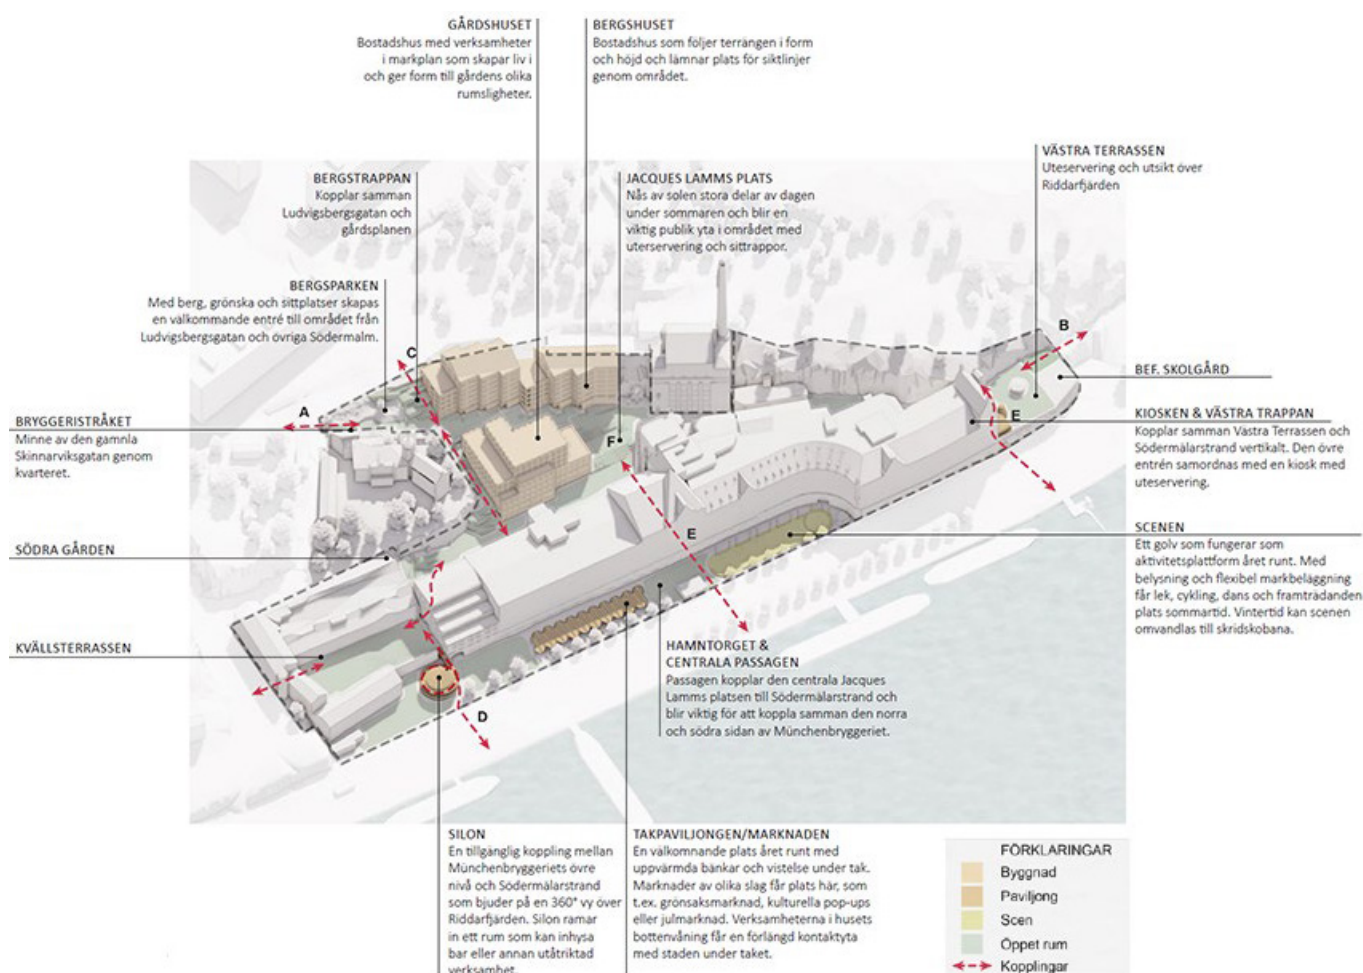 GÅRDSHUSET
Bostadshus med verksamheter
i markplan som skapar liv i
och ger form till gårdens olika
rumsligheter.
BERGSHUSET
Bostadshus som följer terrängen i form
och höjd och lämnar plats för siktlinjer
genom området.
VÄSTRA TERRASSEN
Uteservering och utsikt över
Riddarfjärden
BERGSTRAPPAN
Kopplar samman
Ludvigsbergsgatan och
gårdsplanen
JACQUES LAMMS PLATS
Nås av solen stora delar av dagen
under sommaren och blir en
viktig publik yta i området med
uterservering och sittrappor.
BERGSPARKEN
Med berg, grönska och sittplatser skapas
en välkommande entré till området från
Ludvigsbergsgatan och övriga Södermalm.
B
C
BEF. SKOLGÅRD
A
BRYGGERISTRÅKET
Minne av den gamnla
Skinnarviksgatan genom
kvarteret.
E
KIOSKEN & VÄSTRA TRAPPAN
Kopplar samman Vastra Terrassen och
Södermälarstrand vertikalt. Den övre
entrén samordnas med en kiosk med
uteservering.
F
E
SCENEN
Ett golv som fungerar som
aktivitetsplattform året runt. Med
belysning och flexibel markbeläggning
får lek, cykling, dans och framträdanden
plats sommartid. Vintertid kan scenen
omvandlas till skridskobana.
SÖDRA GÅRDEN
KVÄLLSTERRASSEN
HAMNTORGET &
CENTRALA PASSAGEN
Passagen kopplar den centrala Jacques
Lamms platsen till Södermälarstrand och
blir viktig för att koppla samman den norra
och södra sidan av Münchenbryggeriet.
D
SILON
En tillgänglig koppling mellan
Münchenbryggeriets övre
nivå och Södermälarstrand
som bjuder på en 360° vy över
Riddarfjärden. Silon ramar
in ett rum som kan inhysa
bar eller annan utåtriktad
verksamhet.
TAKPAVILJONGEN/MARKNADEN
En välkomnande plats året runt med
uppvärmda bänkar och vistelse under tak.
Marknader av olika slag får plats här, som
t.ex. grönsaksmarknad, kulturella pop-ups
eller julmarknad. Verksamheterna i husets
bottenvåning får en förlängd kontaktyta
med staden under taket.
FÖRKLARINGAR
Byggnad
Paviljong
Scen
Öppet rum
Kopplingar